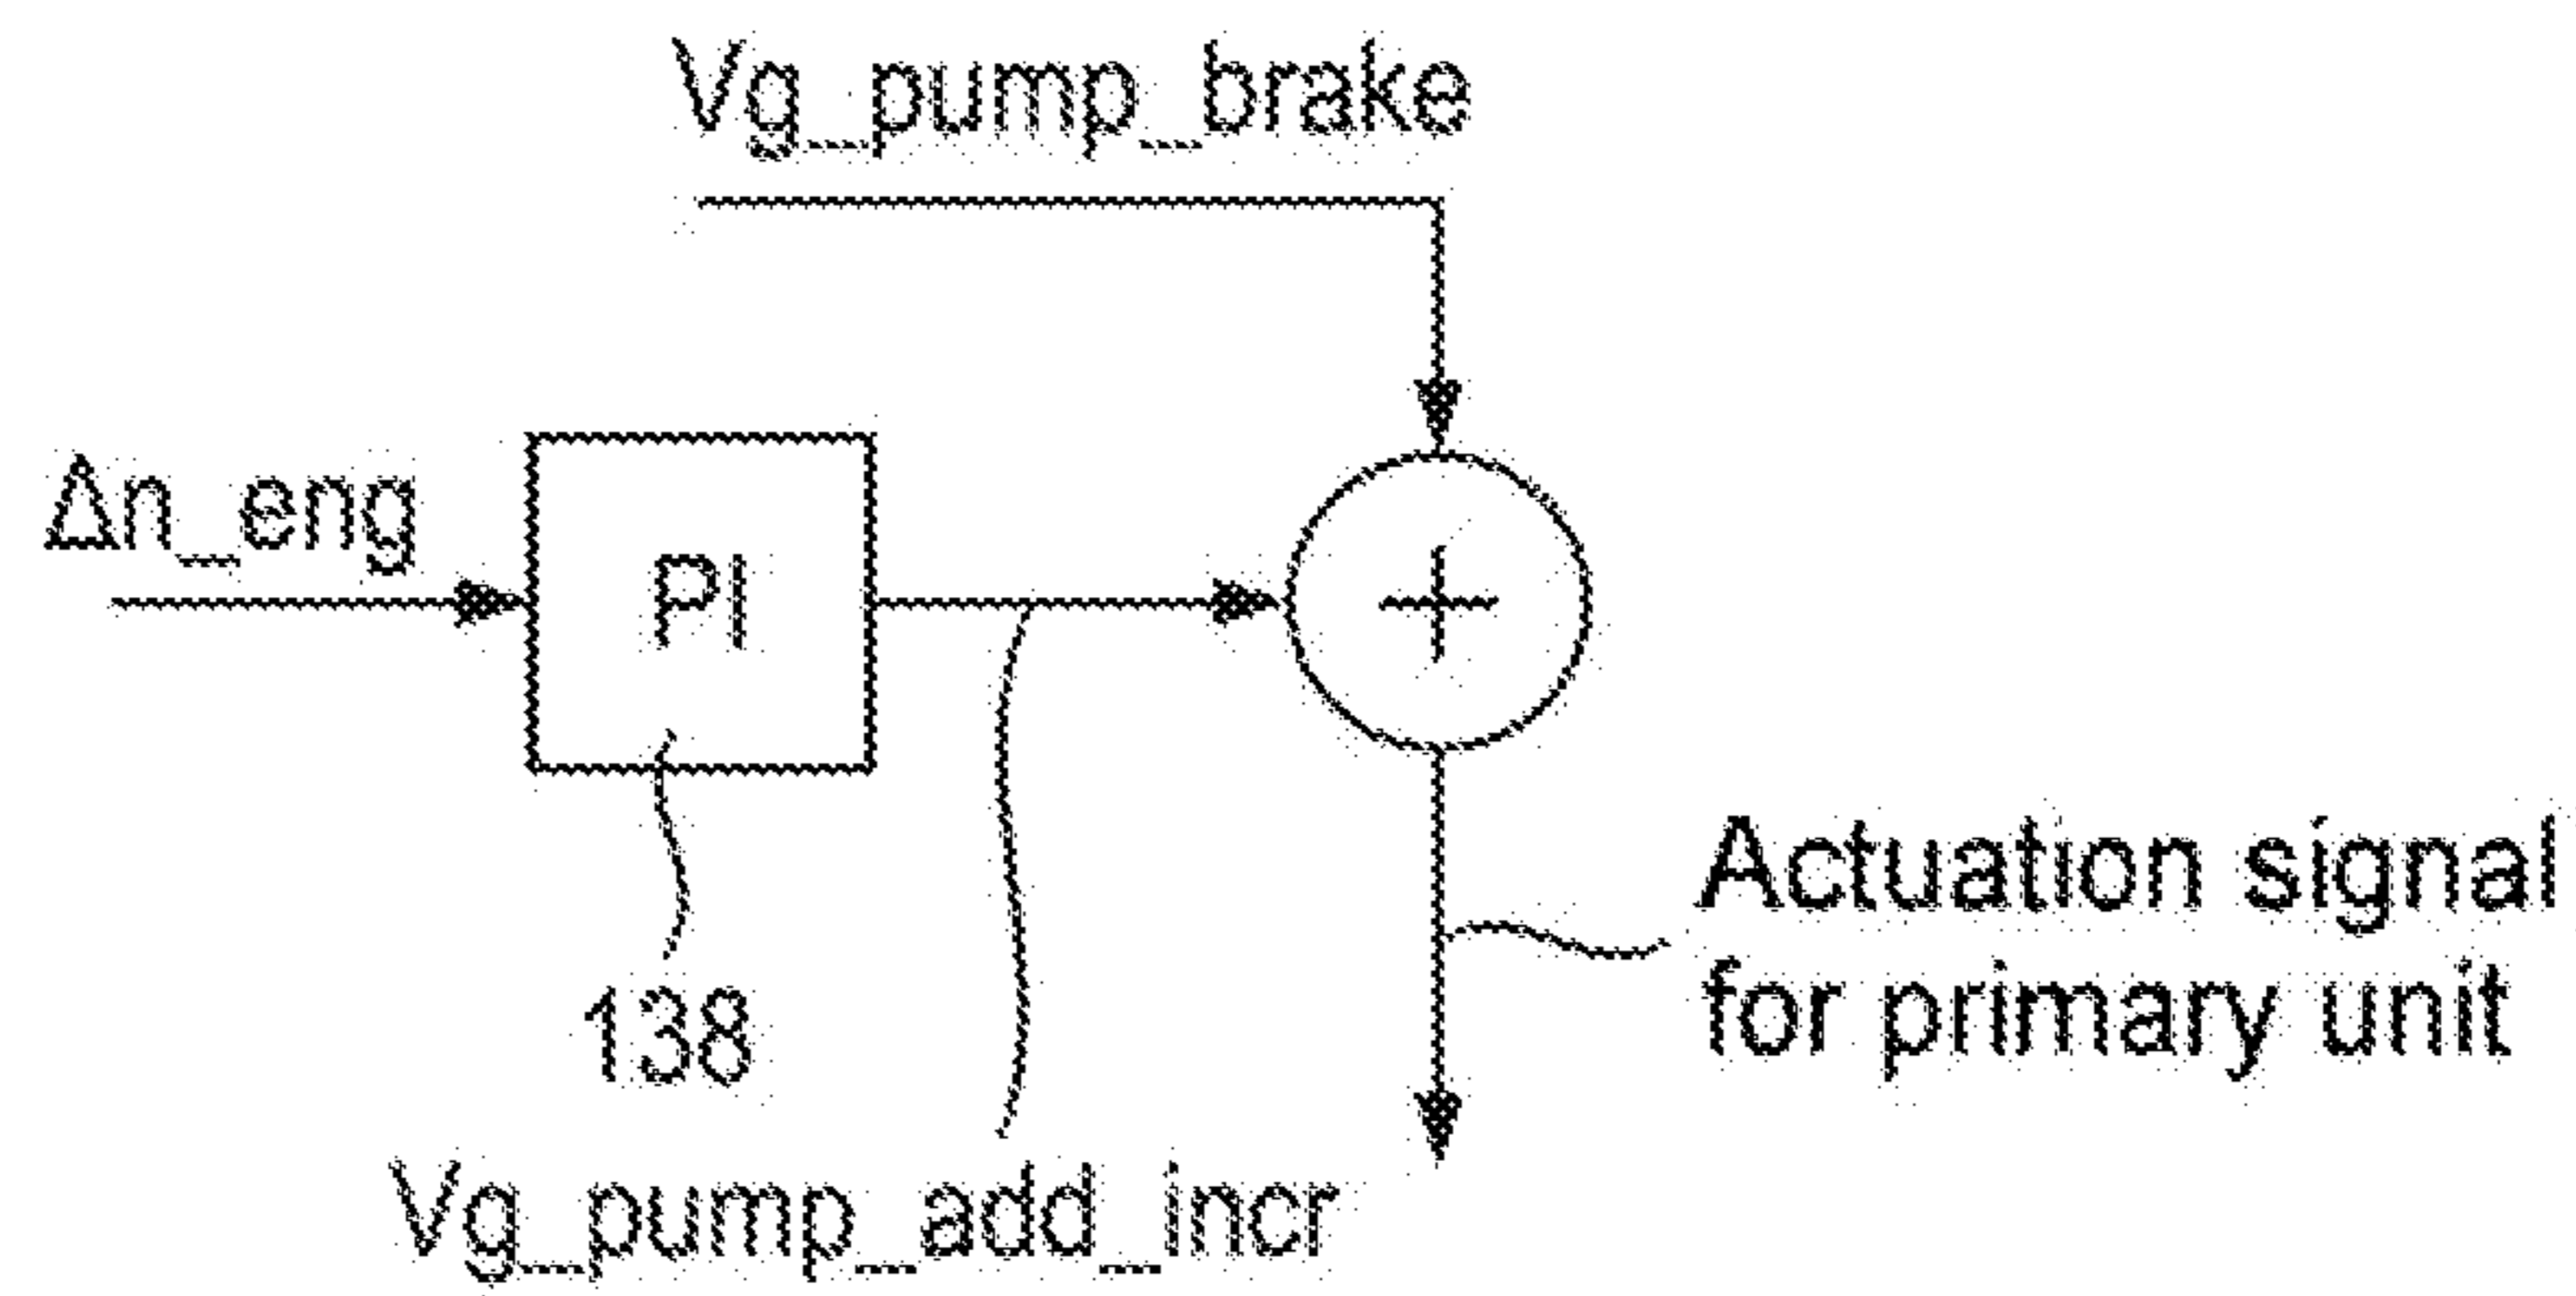 Vg_pump_brake
Δn_eng
PI
+
138
Actuation signal
for primary unit
Vg_pump_add_incr